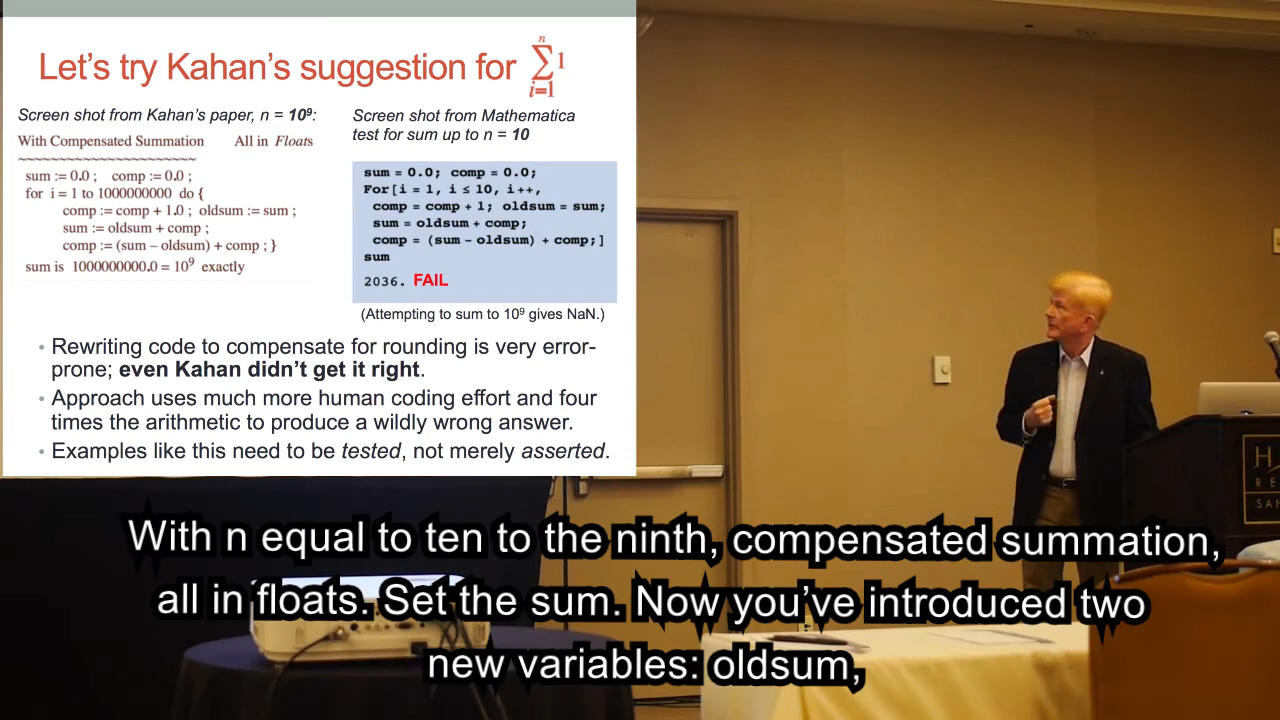 Let's try Kahan's suggestion for
n
∑1
i=1
Screen shot from Kahan's paper, n = 10⁹:
With Compensated Summation All in Floats
~~~~~~~~~~~~~~~~~~~~~~
sum := 0.0 ; comp := 0.0 ;
for i = 1 to 1000000000 do {
comp := comp + 1.0 ; oldsum := sum ;
sum := oldsum + comp ;
comp := (sum – oldsum) + comp ; }
sum is 1000000000.0 = 10⁹ exactly
Screen shot from Mathematica
test for sum up to n = 10
sum = 0.0; comp = 0.0;
For[i = 1, i ≤ 10, i++,
comp = comp + 1; oldsum = sum;
sum = oldsum + comp;
comp = (sum - oldsum) + comp;]
sum
2036. FAIL
(Attempting to sum to 10⁹ gives NaN.)
• Rewriting code to compensate for rounding is very error-
prone; even Kahan didn't get it right.
• Approach uses much more human coding effort and four
times the arithmetic to produce a wildly wrong answer.
• Examples like this need to be tested, not merely asserted.
H
RE
SAN
With n equal to ten to the ninth, compensated summation,
all in floats. Set the sum. Now you've introduced two
new variables: oldsum,